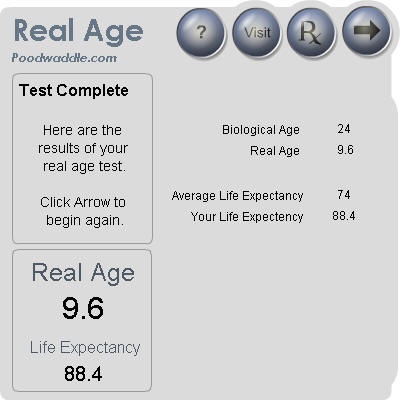 Real Age
Poodwaddle.com
? Visit Rx
Test Complete
Here are the
results of your
real age test.
Click Arrow to
begin again.
Biological Age 24
Real Age 9.6
Average Life Expectancy 74
Your Life Expectency 88.4
Real Age
9.6
Life Expectancy
88.4